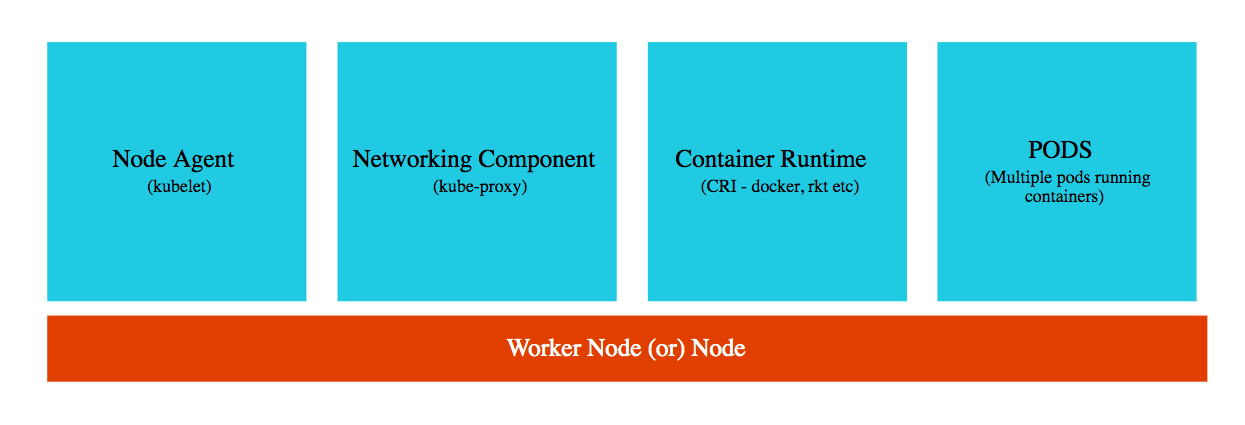 Node Agent
(kubelet)
Networking Component
(kube-proxy)
Container Runtime
(CRI - docker, rkt etc)
PODS
(Multiple pods running
containers)
Worker Node (or) Node